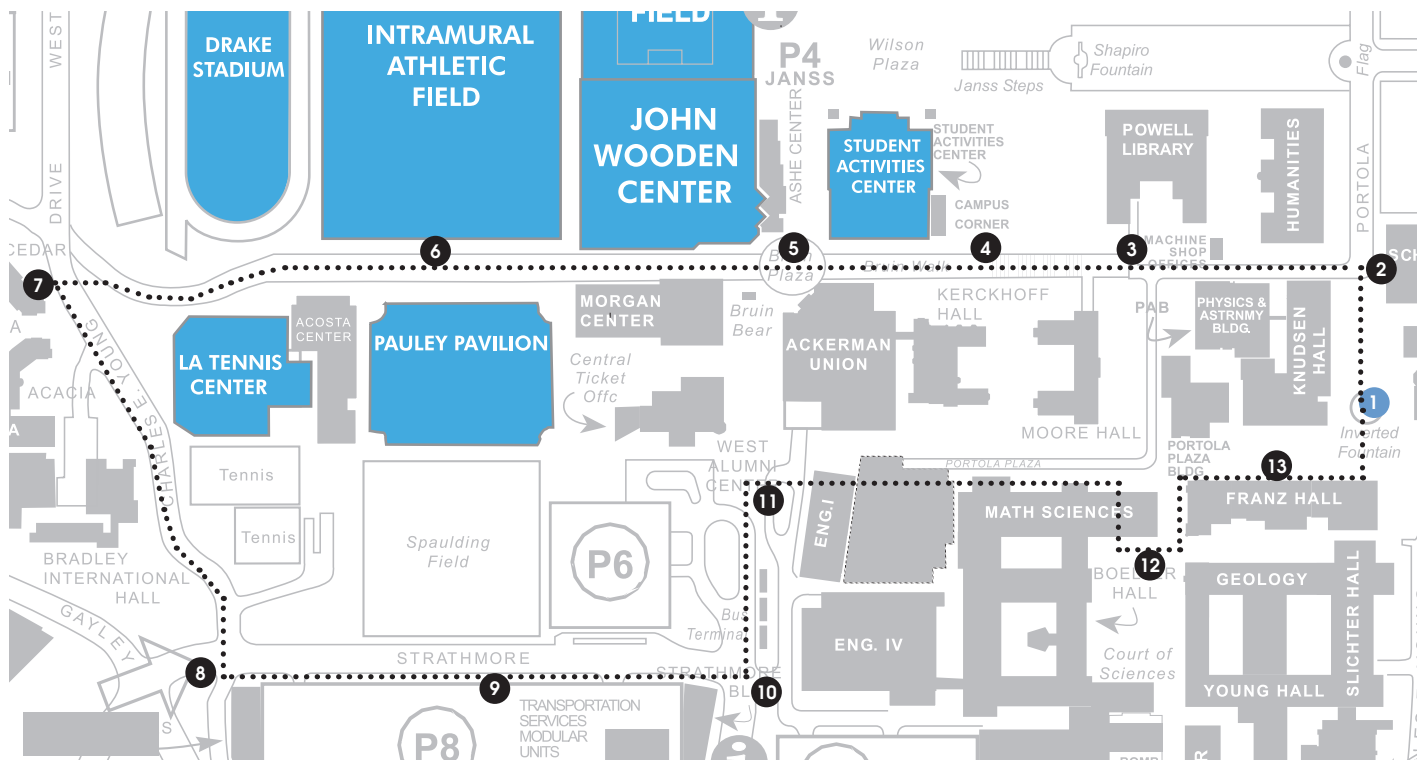 WEST
DRIVE
DRAKE
STADIUM
INTRAMURAL
ATHLETIC
FIELD
FIELD
JOHN
WOODEN
CENTER
P4
JANSS
ASHE CENTER
Wilson
Plaza
Janss Steps
Shapiro
Fountain
Flag
STUDENT
ACTIVITIES
CENTER
STUDENT
ACTIVITIES
CENTER
CAMPUS
CORNER
POWELL
LIBRARY
HUMANITIES
PORTOLA
CEDAR
7
6
5
Bruin
Plaza
Bruin Walk
4
3
MACHINE
SHOP
OFFICES
2
SCH
LA TENNIS
CENTER
ACOSTA
CENTER
PAULEY PAVILION
MORGAN
CENTER
Bruin
Bear
Central
Ticket
Offc
ACKERMAN
UNION
KERCKHOFF
HALL
MOORE HALL
PAB
PHYSICS &
ASTRNMY
BLDG.
KNUDSEN
HALL
1
Inverted
Fountain
A
ACACIA
A
CHARLES E. YOUNG
Tennis
Tennis
WEST
ALUMNI
CENTER
PORTOLA PLAZA
PORTOLA
PLAZA
BLDG
13
FRANZ HALL
11
ENG. I
MATH SCIENCES
12
BRADLEY
INTERNATIONAL
HALL
Spaulding
Field
P6
Bus
Terminal
BOELTER
HALL
GEOLOGY
SLICHTER HALL
GAYLEY
8
STRATHMORE
9
STRATHMORE
BL
10
ENG. IV
Court of
Sciences
YOUNG HALL
S
P8
TRANSPORTATION
SERVICES
MODULAR
UNITS
i
R